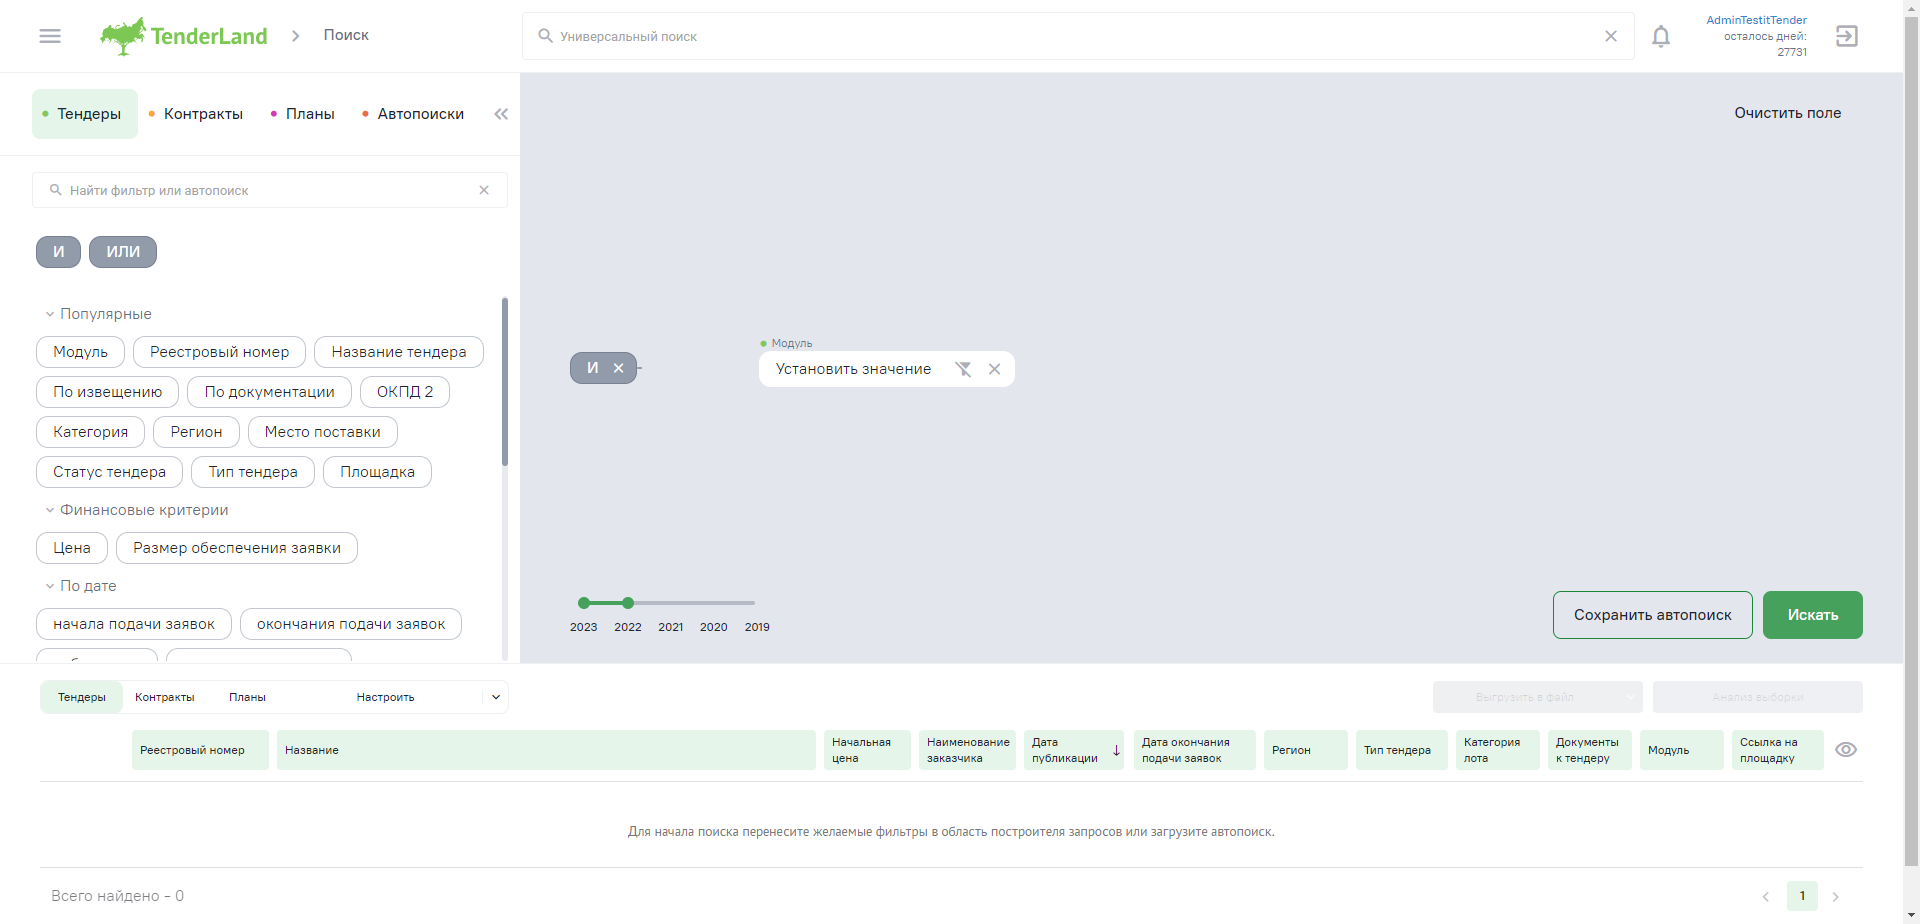 TenderLand
Поиск
Универсальный поиск
AdminTestitTender
осталось дней:
27731
Тендеры
Контракты
Планы
Автопоиски
Очистить поле
Найти фильтр или автопоиск
И
ИЛИ
Популярные
Модуль
Реестровый номер
Название тендера
По извещению
По документации
ОКПД 2
Категория
Регион
Место поставки
Статус тендера
Тип тендера
Площадка
Финансовые критерии
Цена
Размер обеспечения заявки
По дате
начала подачи заявок
окончания подачи заявок
И
Модуль
Установить значение
2023
2022
2021
2020
2019
Сохранить автопоиск
Искать
Тендеры
Контракты
Планы
Настроить
Выгрузить в файл
Анализ выборки
Реестровый номер
Название
Начальная
цена
Наименование
заказчика
Дата
публикации
Дата окончания
подачи заявок
Регион
Тип тендера
Категория
лота
Документы
к тендеру
Модуль
Ссылка на
площадку
Для начала поиска перенесите желаемые фильтры в область построителя запросов или загрузите автопоиск.
Всего найдено - 0
1